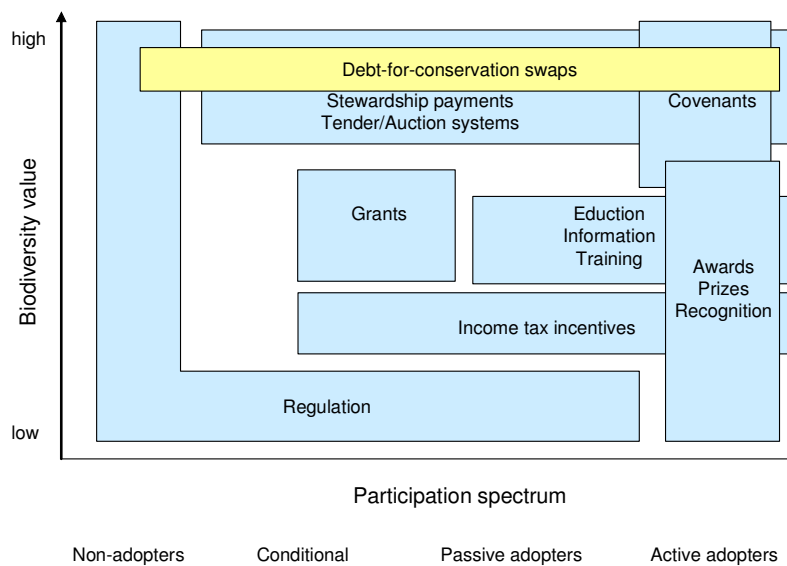 high
Debt-for-conservation swaps
Stewardship payments
Tender/Auction systems
Covenants
Biodiversity value
Grants
Eduction
Information
Training
Awards
Prizes
Recognition
Income tax incentives
Regulation
low
Participation spectrum
Non-adopters Conditional Passive adopters Active adopters